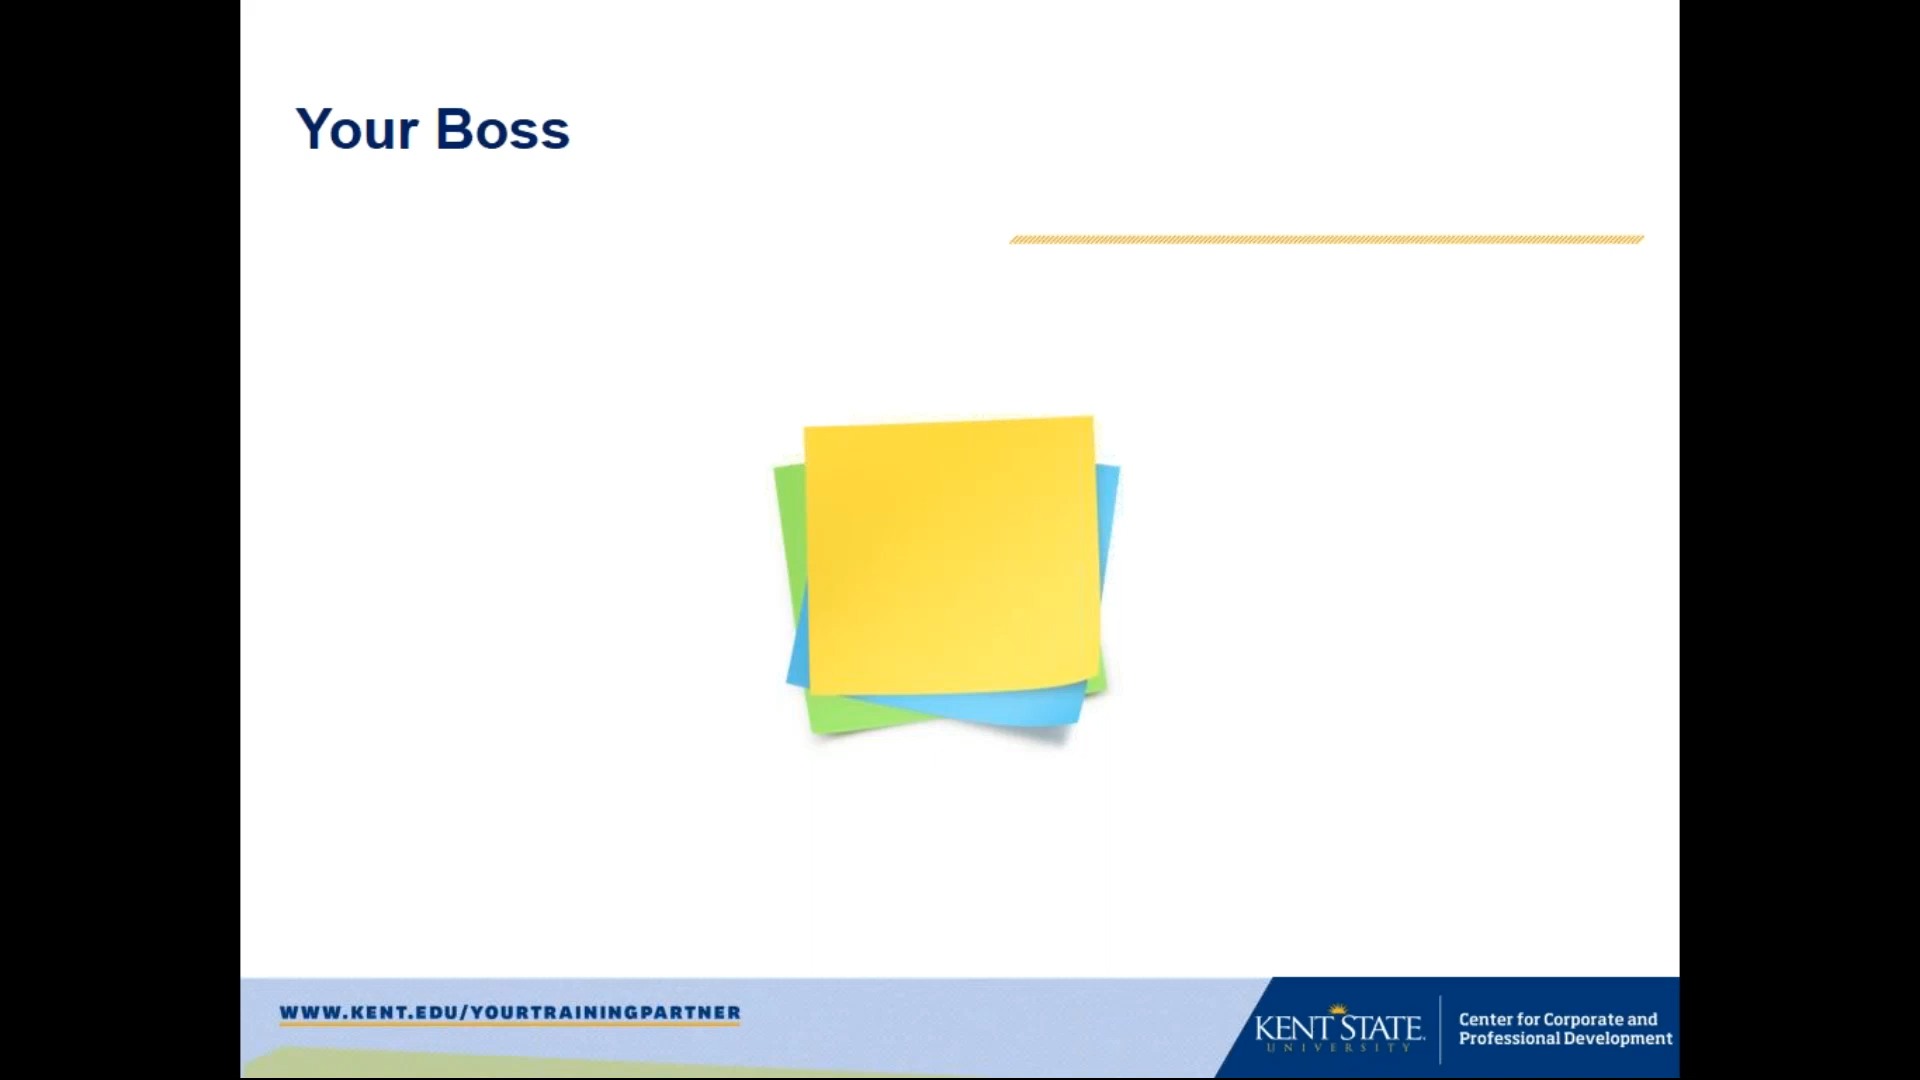 Your Boss
WWW.KENT.EDU/YOURTRAININGPARTNER
KENT STATE
UNIVERSITY
Center for Corporate and
Professional Development